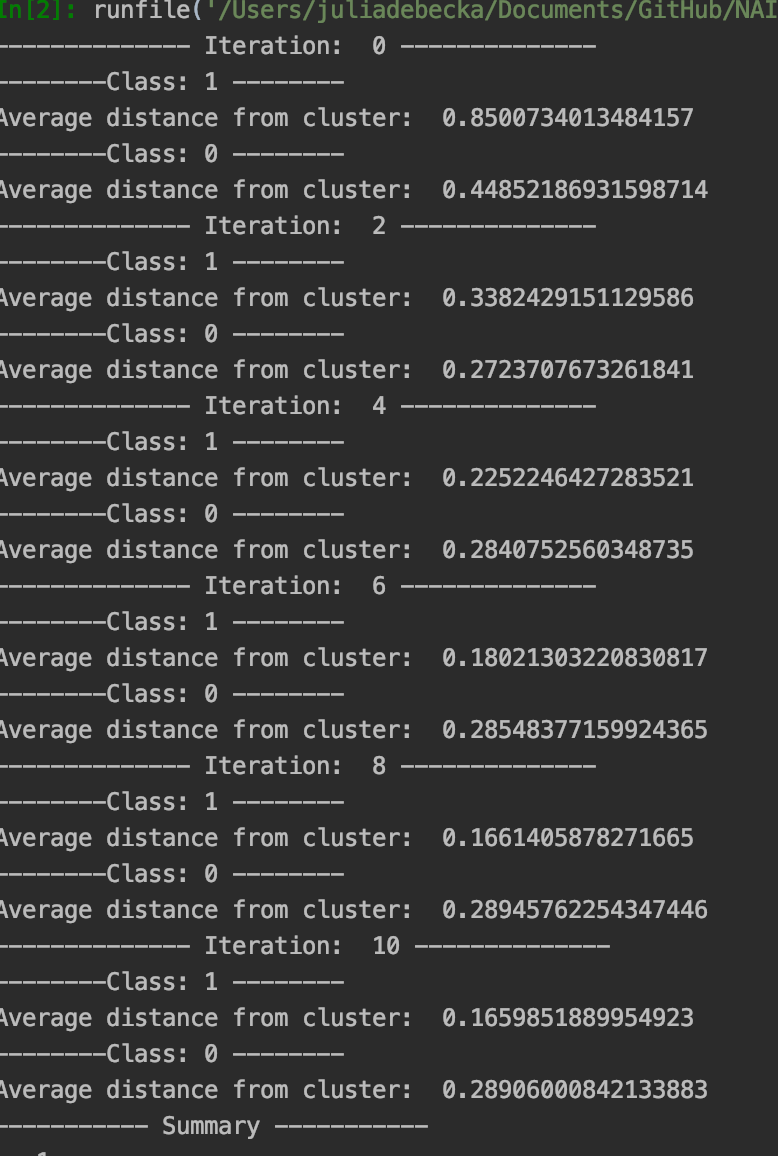 In[2]: runfile('/Users/juliadebecka/Documents/GitHub/NAI
-------------- Iteration:  0 --------------
--------Class: 1 --------
Average distance from cluster:  0.8500734013484157
--------Class: 0 --------
Average distance from cluster:  0.44852186931598714
-------------- Iteration:  2 --------------
--------Class: 1 --------
Average distance from cluster:  0.3382429151129586
--------Class: 0 --------
Average distance from cluster:  0.2723707673261841
-------------- Iteration:  4 --------------
--------Class: 1 --------
Average distance from cluster:  0.2252246427283521
--------Class: 0 --------
Average distance from cluster:  0.2840752560348735
-------------- Iteration:  6 --------------
--------Class: 1 --------
Average distance from cluster:  0.18021303220830817
--------Class: 0 --------
Average distance from cluster:  0.28548377159924365
-------------- Iteration:  8 --------------
--------Class: 1 --------
Average distance from cluster:  0.1661405878271665
--------Class: 0 --------
Average distance from cluster:  0.28945762254347446
-------------- Iteration:  10 --------------
--------Class: 1 --------
Average distance from cluster:  0.1659851889954923
--------Class: 0 --------
Average distance from cluster:  0.28906000842133883
----------- Summary -----------